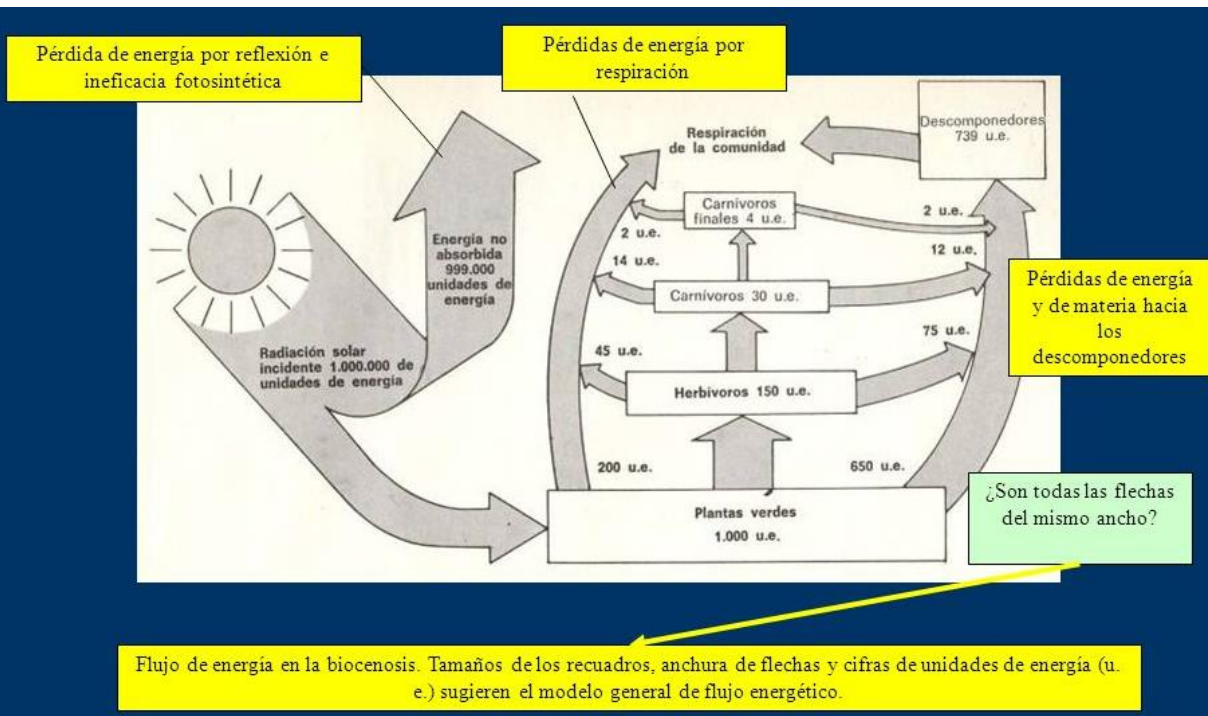 Pérdida de energía por reflexión e
ineficacia fotosintética
Pérdidas de energía por
respiración
Descomponedores
739 u.e.
Respiración
de la comunidad
Carnívoros
finales 4 u.e.
2 u.e.
2 u.e.
Energía no
absorbida
999.000
unidades de
energía
14 u.e.
12 u.e.
Carnívoros 30 u.e.
Pérdidas de energía
y de materia hacia
los
descomponedores
Radiación solar
incidente 1.000.000 de
unidades de energía
45 u.e.
75 u.e.
Herbívoros 150 u.e.
200 u.e.
650 u.e.
Plantas verdes
1.000 u.e.
¿Son todas las flechas
del mismo ancho?
Flujo de energía en la biocenosis. Tamaños de los recuadros, anchura de flechas y cifras de unidades de energía (u.
e.) sugieren el modelo general de flujo energético.